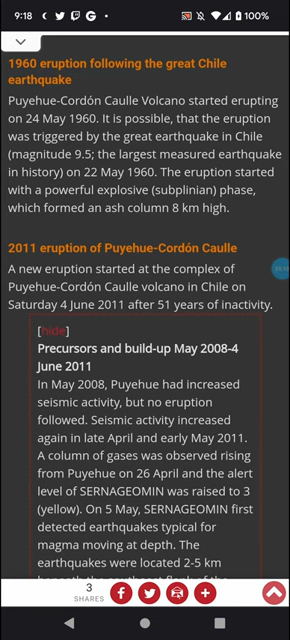 9:18
100%
1960 eruption following the great Chile
earthquake
Puyehue-Cordón Caulle Volcano started erupting
on 24 May 1960. It is possible, that the eruption
was triggered by the great earthquake in Chile
(magnitude 9.5; the largest measured earthquake
in history) on 22 May 1960. The eruption started
with a powerful explosive (subplinian) phase,
which formed an ash column 8 km high.
2011 eruption of Puyehue-Cordón Caulle
A new eruption started at the complex of
Puyehue-Cordón Caulle volcano in Chile on
Saturday 4 June 2011 after 51 years of inactivity.
[hide]
Precursors and build-up May 2008-4
June 2011
In May 2008, Puyehue had increased
seismic activity, but no eruption
followed. Seismic activity increased
again in late April and early May 2011.
A column of gases was observed rising
from Puyehue on 26 April and the alert
level of SERNAGEOMIN was raised to 3
(yellow). On 5 May, SERNAGEOMIN first
detected earthquakes typical for
magma moving at depth. The
earthquakes were located 2-5 km
beneath the southeast flank of the
3
SHARES